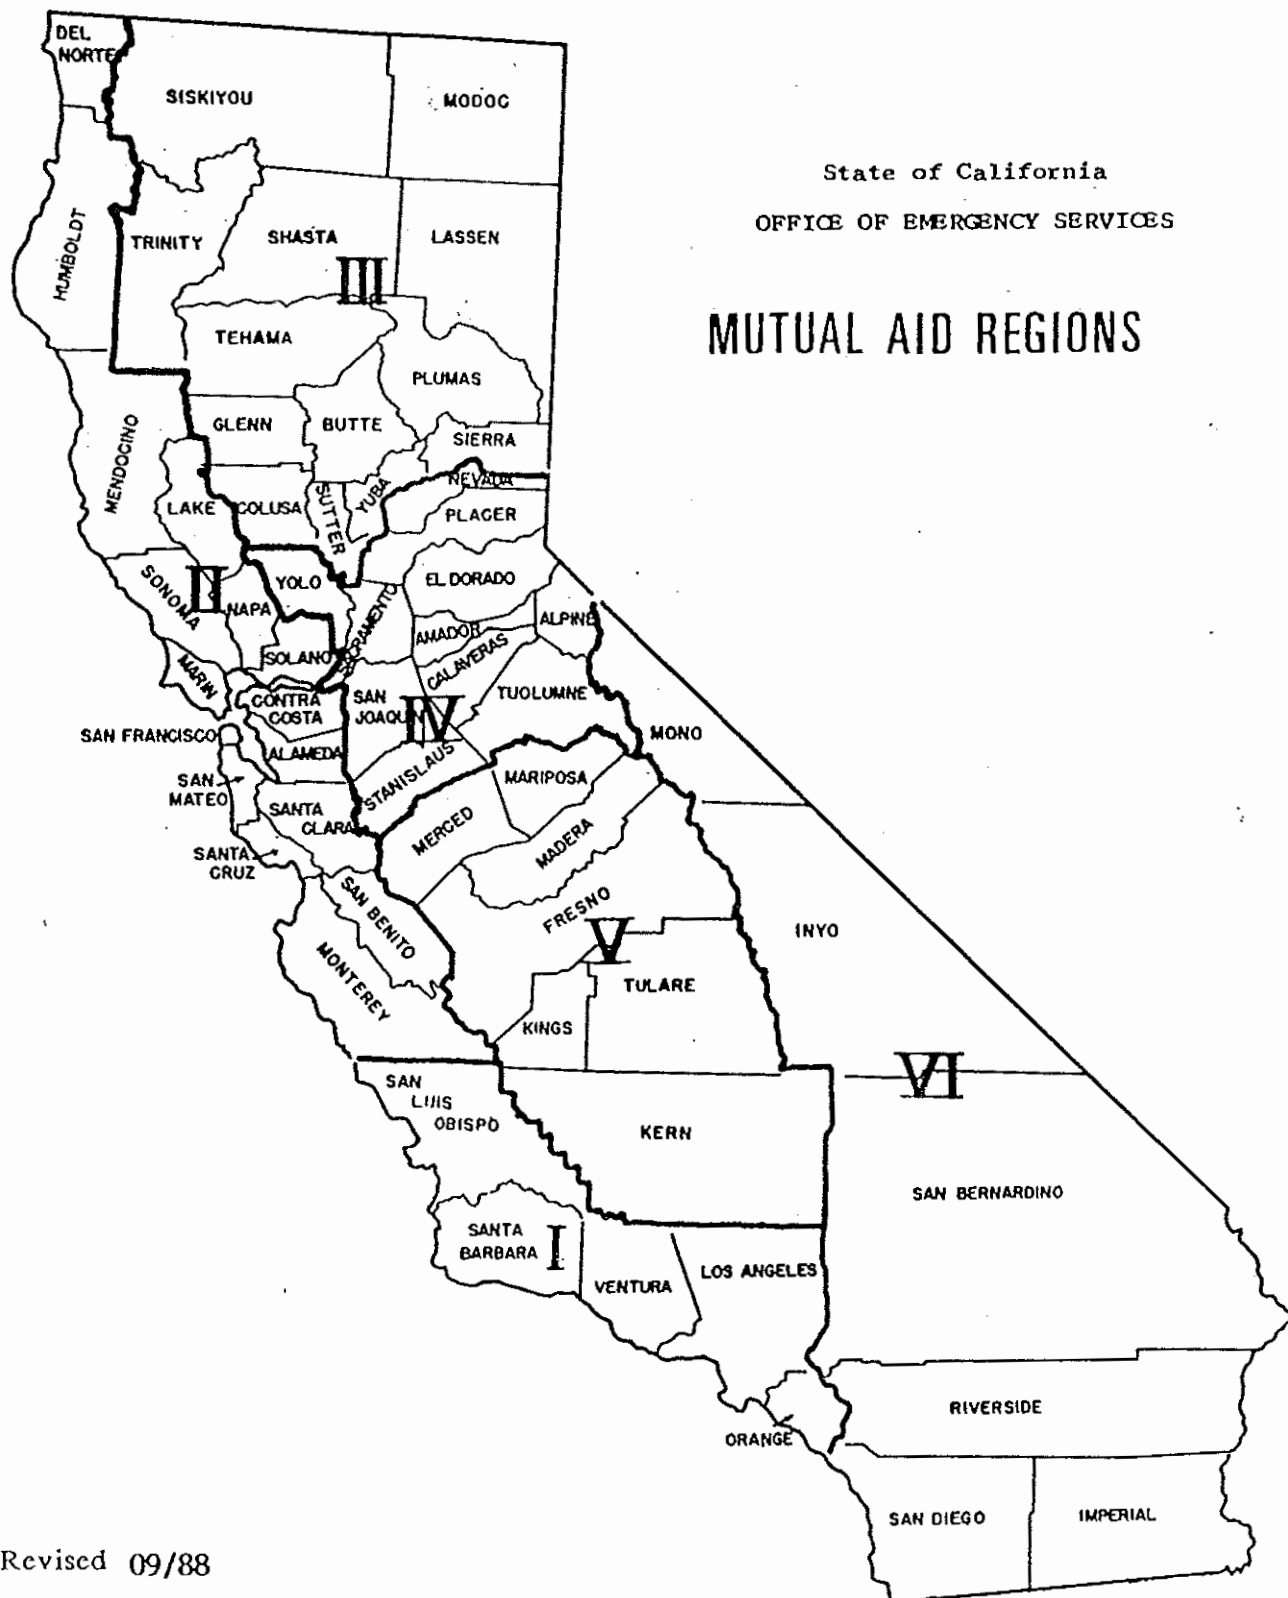 State of California
OFFICE OF EMERGENCY SERVICES
MUTUAL AID REGIONS
DEL
NORTE
SISKIYOU
MODOC
HUMBOLDT
TRINITY
SHASTA
LASSEN
III
TEHAMA
PLUMAS
MENDOCINO
GLENN
BUTTE
SIERRA
LAKE
COLUSA
SUTTER
YUBA
NEVADA
PLACER
SONOMA
II
NAPA
YOLO
SACRAMENTO
EL DORADO
AMADOR
ALPINE
SOLANO
CALAVERAS
MARIN
CONTRA
COSTA
SAN
JOAQUIN
IV
TUOLUMNE
MONO
SAN FRANCISCO
ALAMEDA
STANISLAUS
SAN
MATEO
SANTA
CLARA
MERCED
MARIPOSA
MADERA
SANTA
CRUZ
SAN BENITO
FRESNO
V
INYO
MONTEREY
KINGS
TULARE
VI
SAN
LUIS
OBISPO
KERN
SAN BERNARDINO
SANTA
BARBARA
I
VENTURA
LOS ANGELES
RIVERSIDE
ORANGE
SAN DIEGO
IMPERIAL
Revised 09/88